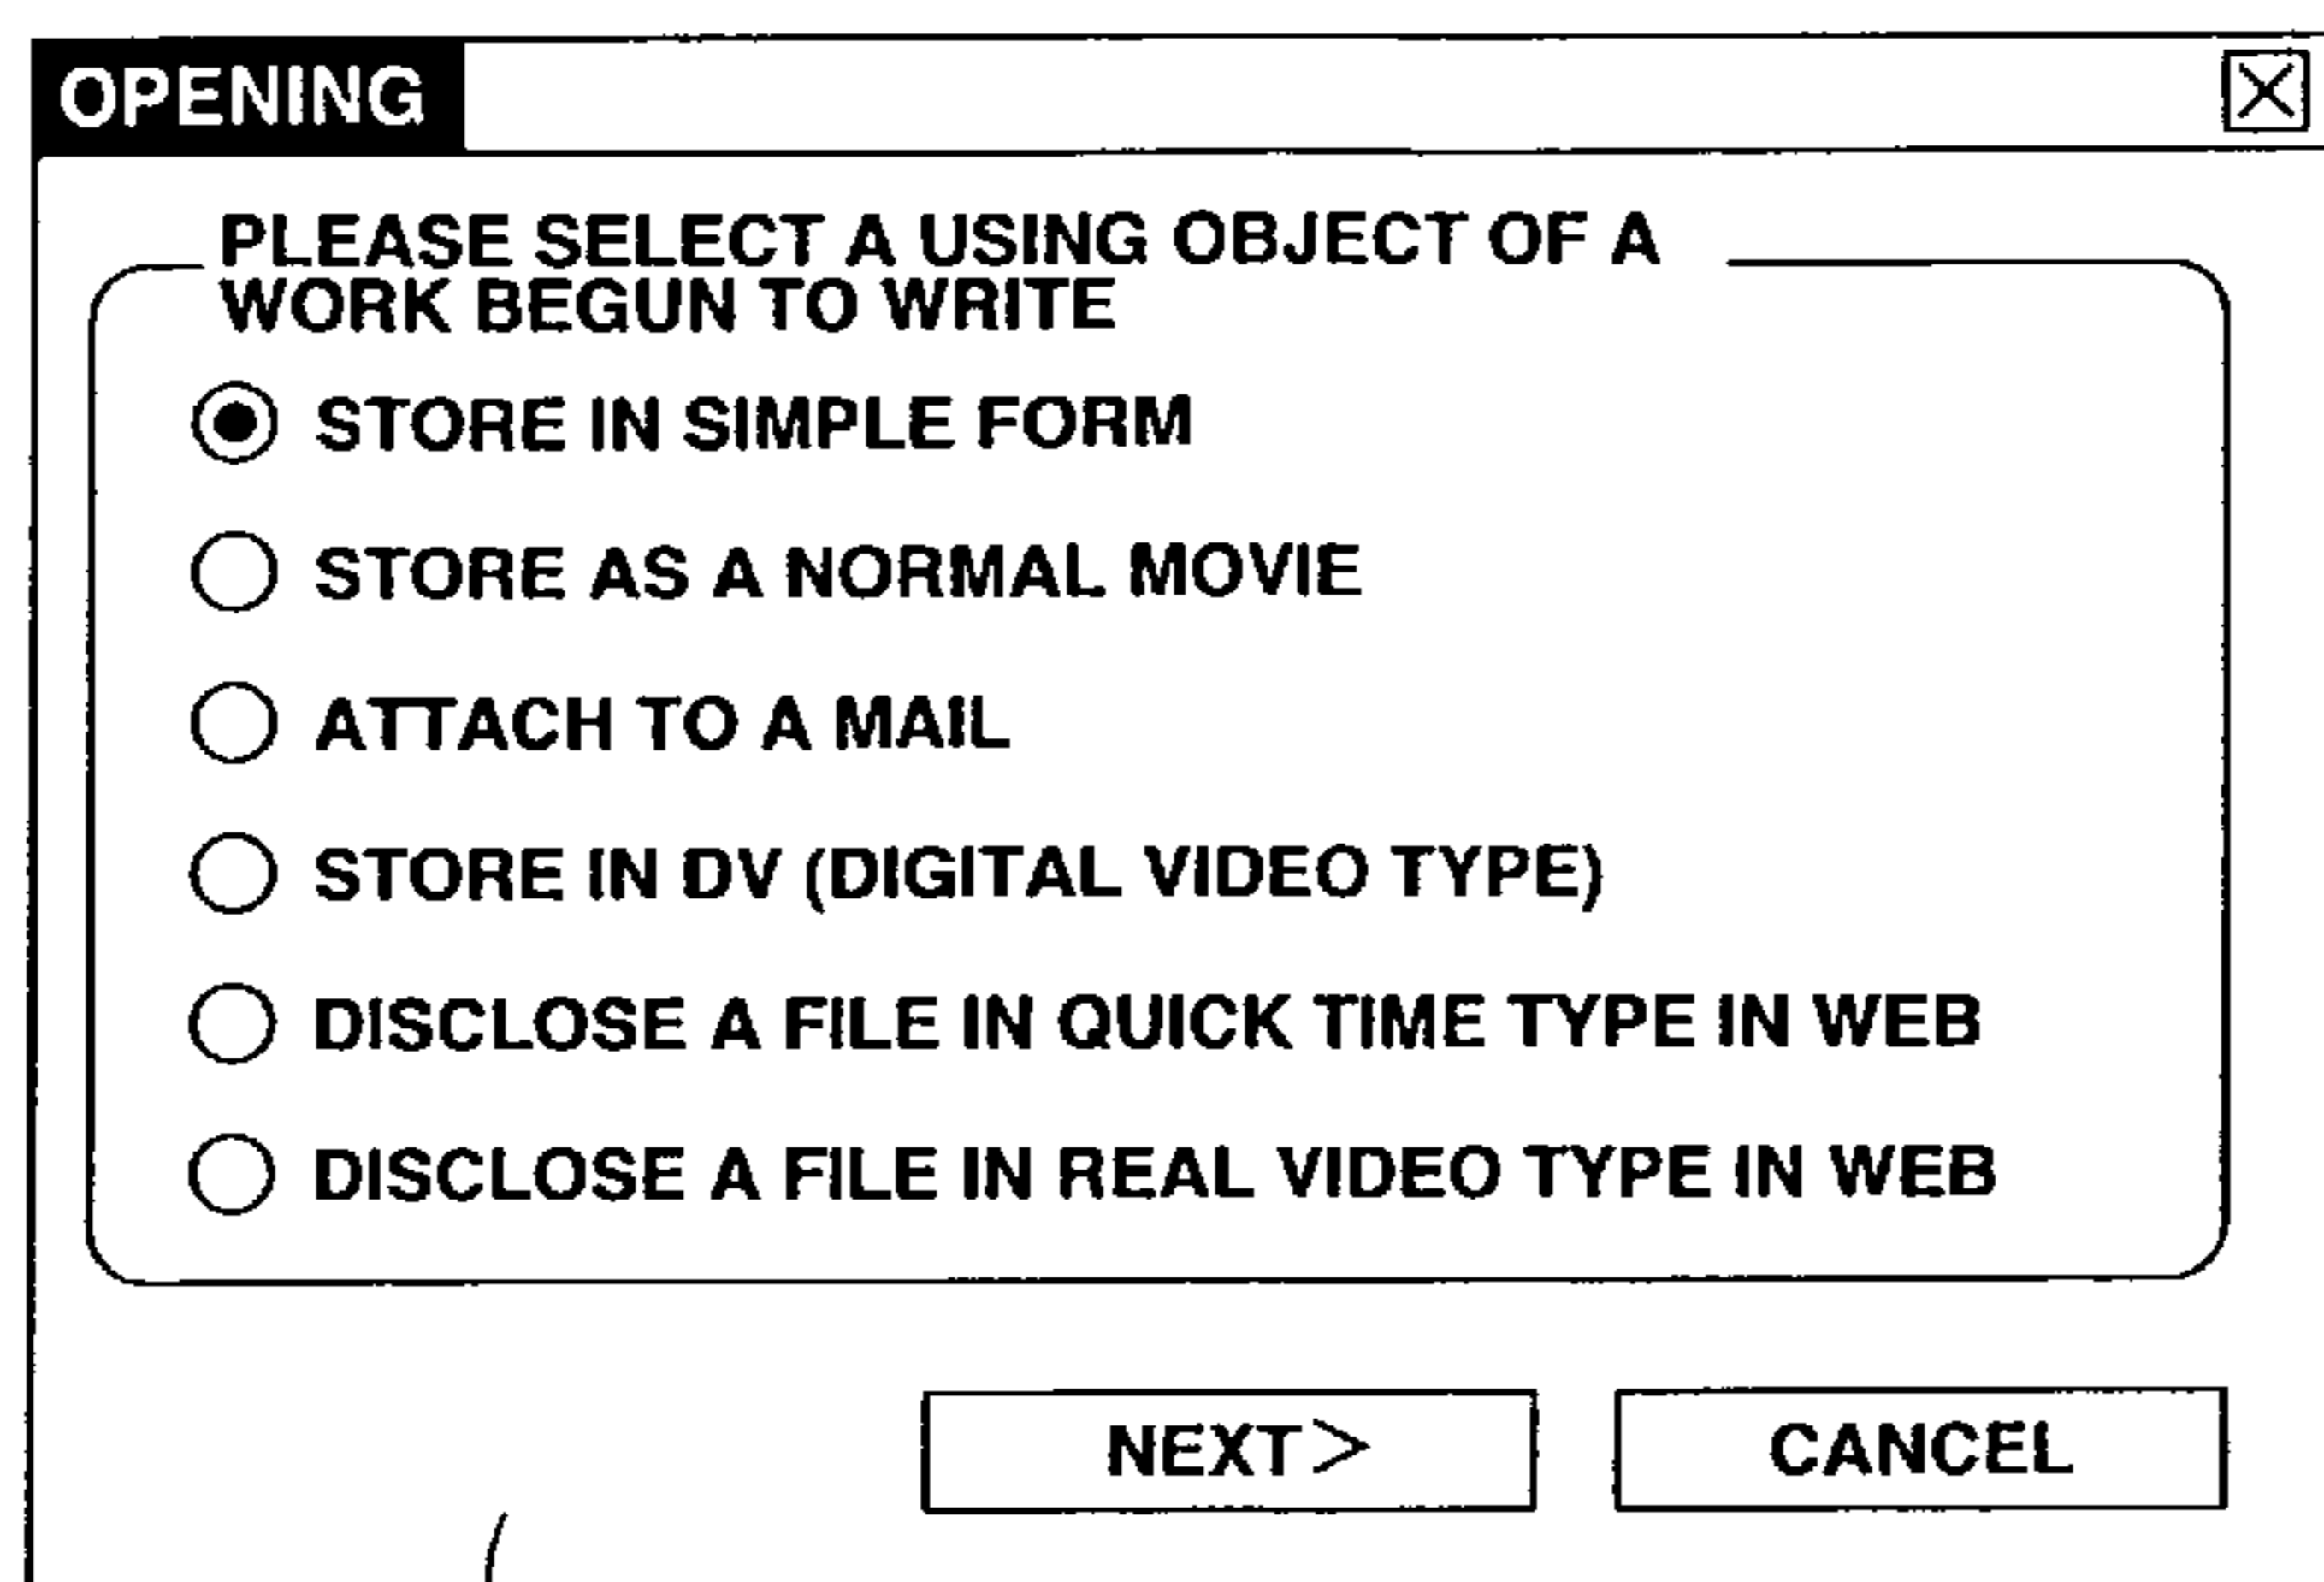 OPENING
PLEASE SELECT A USING OBJECT OF A
WORK BEGUN TO WRITE
STORE IN SIMPLE FORM
STORE AS A NORMAL MOVIE
ATTACH TO A MAIL
STORE IN DV (DIGITAL VIDEO TYPE)
DISCLOSE A FILE IN QUICK TIME TYPE IN WEB
DISCLOSE A FILE IN REAL VIDEO TYPE IN WEB
NEXT>
CANCEL